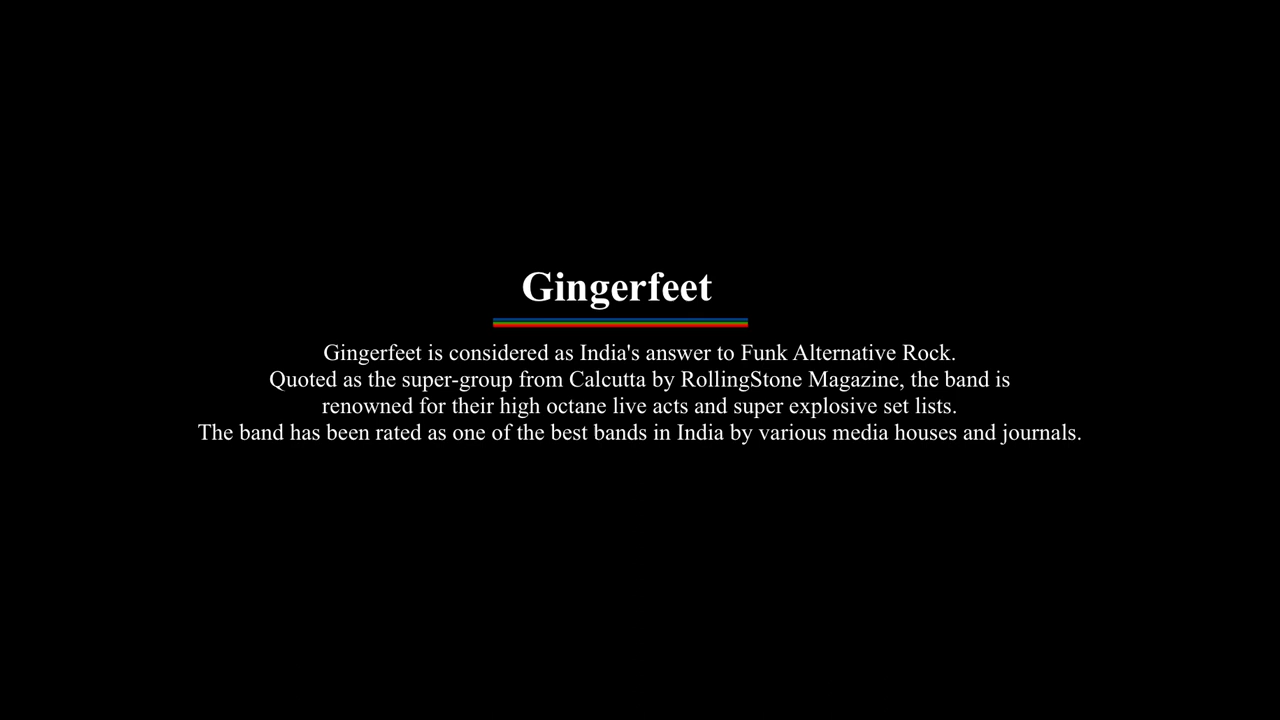 Gingerfeet
Gingerfeet is considered as India's answer to Funk Alternative Rock.
Quoted as the super-group from Calcutta by RollingStone Magazine, the band is
renowned for their high octane live acts and super explosive set lists.
The band has been rated as one of the best bands in India by various media houses and journals.